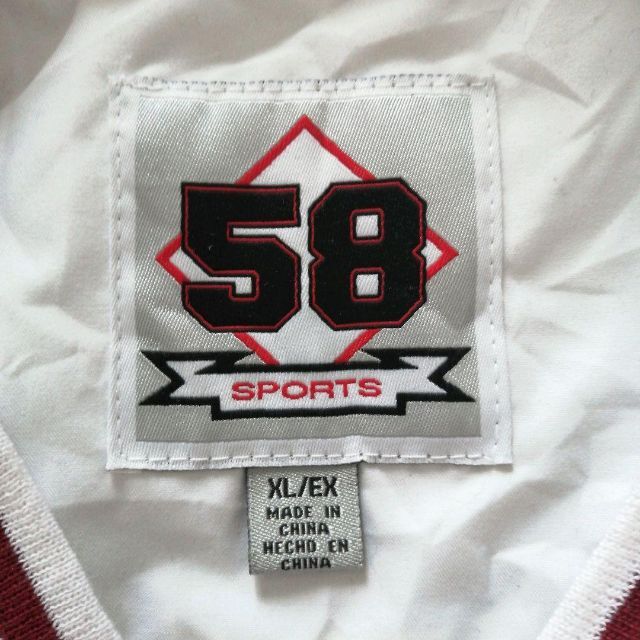 58
SPORTS
XL/EX
MADE IN
CHINA
HECHO EN
CHINA